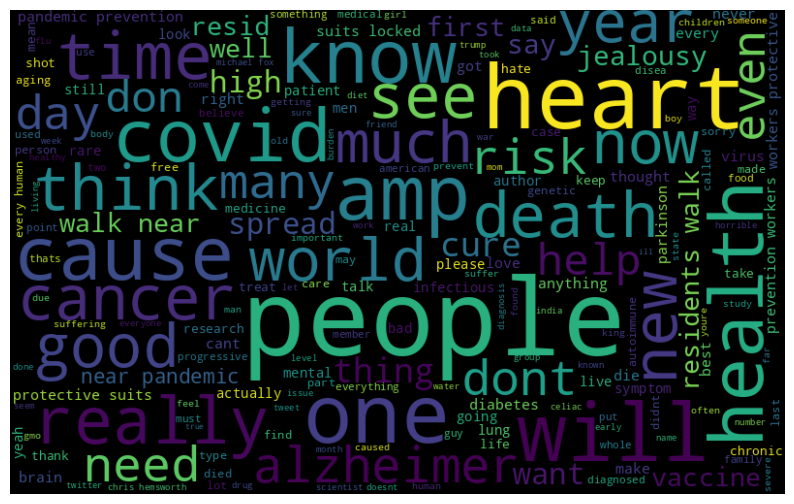 pandemic prevention
resid
suits locked
first
year
never
something
medical
girl
said
children
someone
time
look
well
know
say
jealousy
every
data
mean
flu
use
michael fox
trump
took
shot
aging
still
high
patient
got
hate
disea
heart
even
workers protective
day
don
come
getting
right
men
see
diet
boy
way
used
week
body
believe
sure
old
burden
covid
much
war
case
now
sorry
person
rare
friend
risk
mom
virus
called
made
healthy
two
free
american
prevent
author
genetic
keep
thought
food
think
many
amp
death
every human
living
medicine
walk near
spread
important
real
cure
parkinson
residents walk
prevention workers
point
work
ill
state
horrible
thats
cause
world
may
please
love
help
anything
health
due
treat
let
care
talk
infectious
suffer
diagnosis
found
india
new
autoimmune
take
study
cancer
man
people
suffering
everyone
research
member
bad
king
best
youre
far
done
good
progressive
cant
level
water
group
known
near pandemic
mental
part
everything
thing
dont
live
die
symptom
protective suits
actually
issue
tweet
diabetes
celiac
didnt
often
number
last
seem
feel
must
true
really
one
going
lung
life
guy
will
put
early
whole
name
chronic
yeah
gmo
thank
find
need
type
died
lot
drug
alzheimer
month
caused
want
make
vaccine
family
severe
brain
twitter
chris hemsworth
scientist
doesnt
human
diagnosed